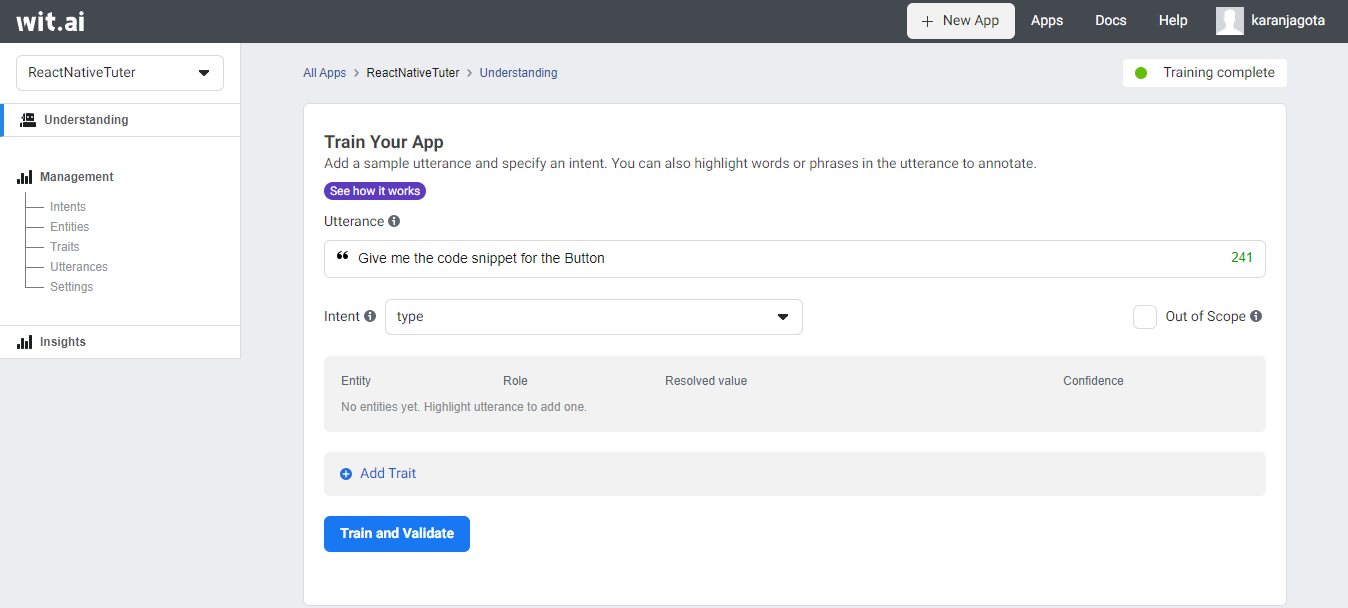 wit.ai
New App Apps Docs Help karanjagota
ReactNativeTuter
All Apps > ReactNativeTuter > Understanding
Training complete
Understanding
Management
Intents
Entities
Traits
Utterances
Settings
Insights
Train Your App
Add a sample utterance and specify an intent. You can also highlight words or phrases in the utterance to annotate.
See how it works
Utterance
“ Give me the code snippet for the Button 241
Intent type Out of Scope
Entity Role Resolved value Confidence
No entities yet. Highlight utterance to add one.
Add Trait
Train and Validate